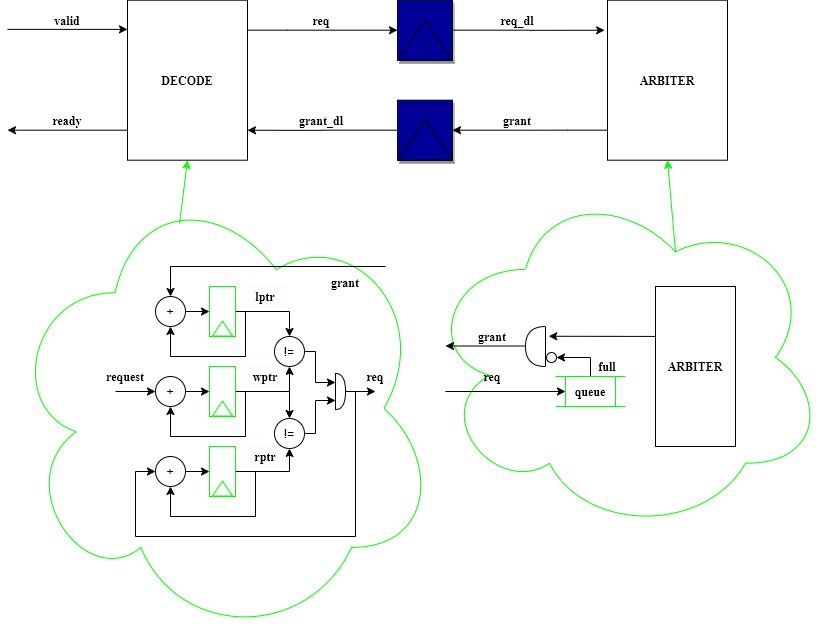 valid
req
req_dl
DECODE
ARBITER
ready
grant_dl
grant
grant
lptr
+
!=
request
wptr
req
+
!=
rptr
+
grant
full
req
queue
ARBITER